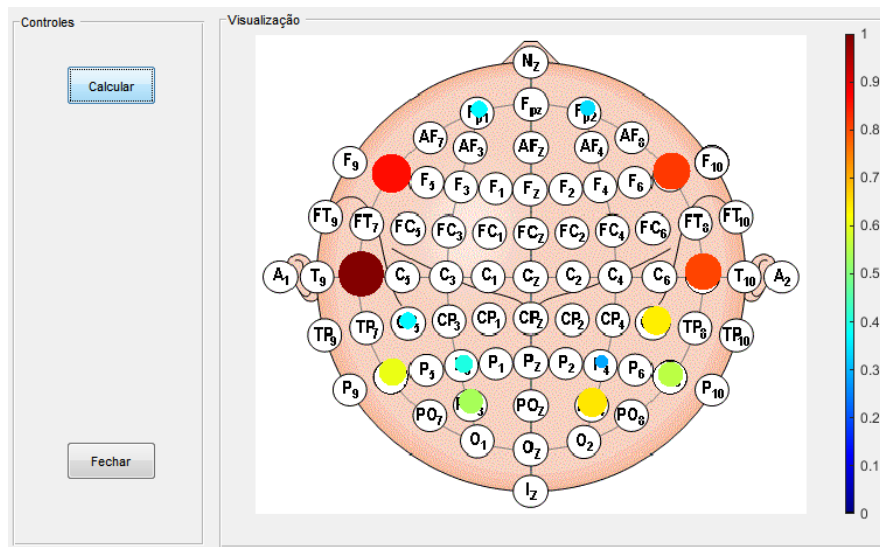 Controles
Calcular
Fechar
Visualização
Nz
Fp1 Fpz Fp2
AF7 AF3 AFz AF4 AF8
F9 F5 F3 F1 Fz F2 F4 F6 F10
FT9 FT7 FC5 FC3 FC1 FCz FC2 FC4 FC6 FT8 FT10
A1 T9 C5 C3 C1 Cz C2 C4 C6 T10 A2
TP9 TP7 CP3 CP1 CPz CP2 CP4 TP8 TP10
P9 P5 P1 Pz P2 P6 P10
PO7 POz PO8
O1 Oz O2
Iz
1
0.9
0.8
0.7
0.6
0.5
0.4
0.3
0.2
0.1
0